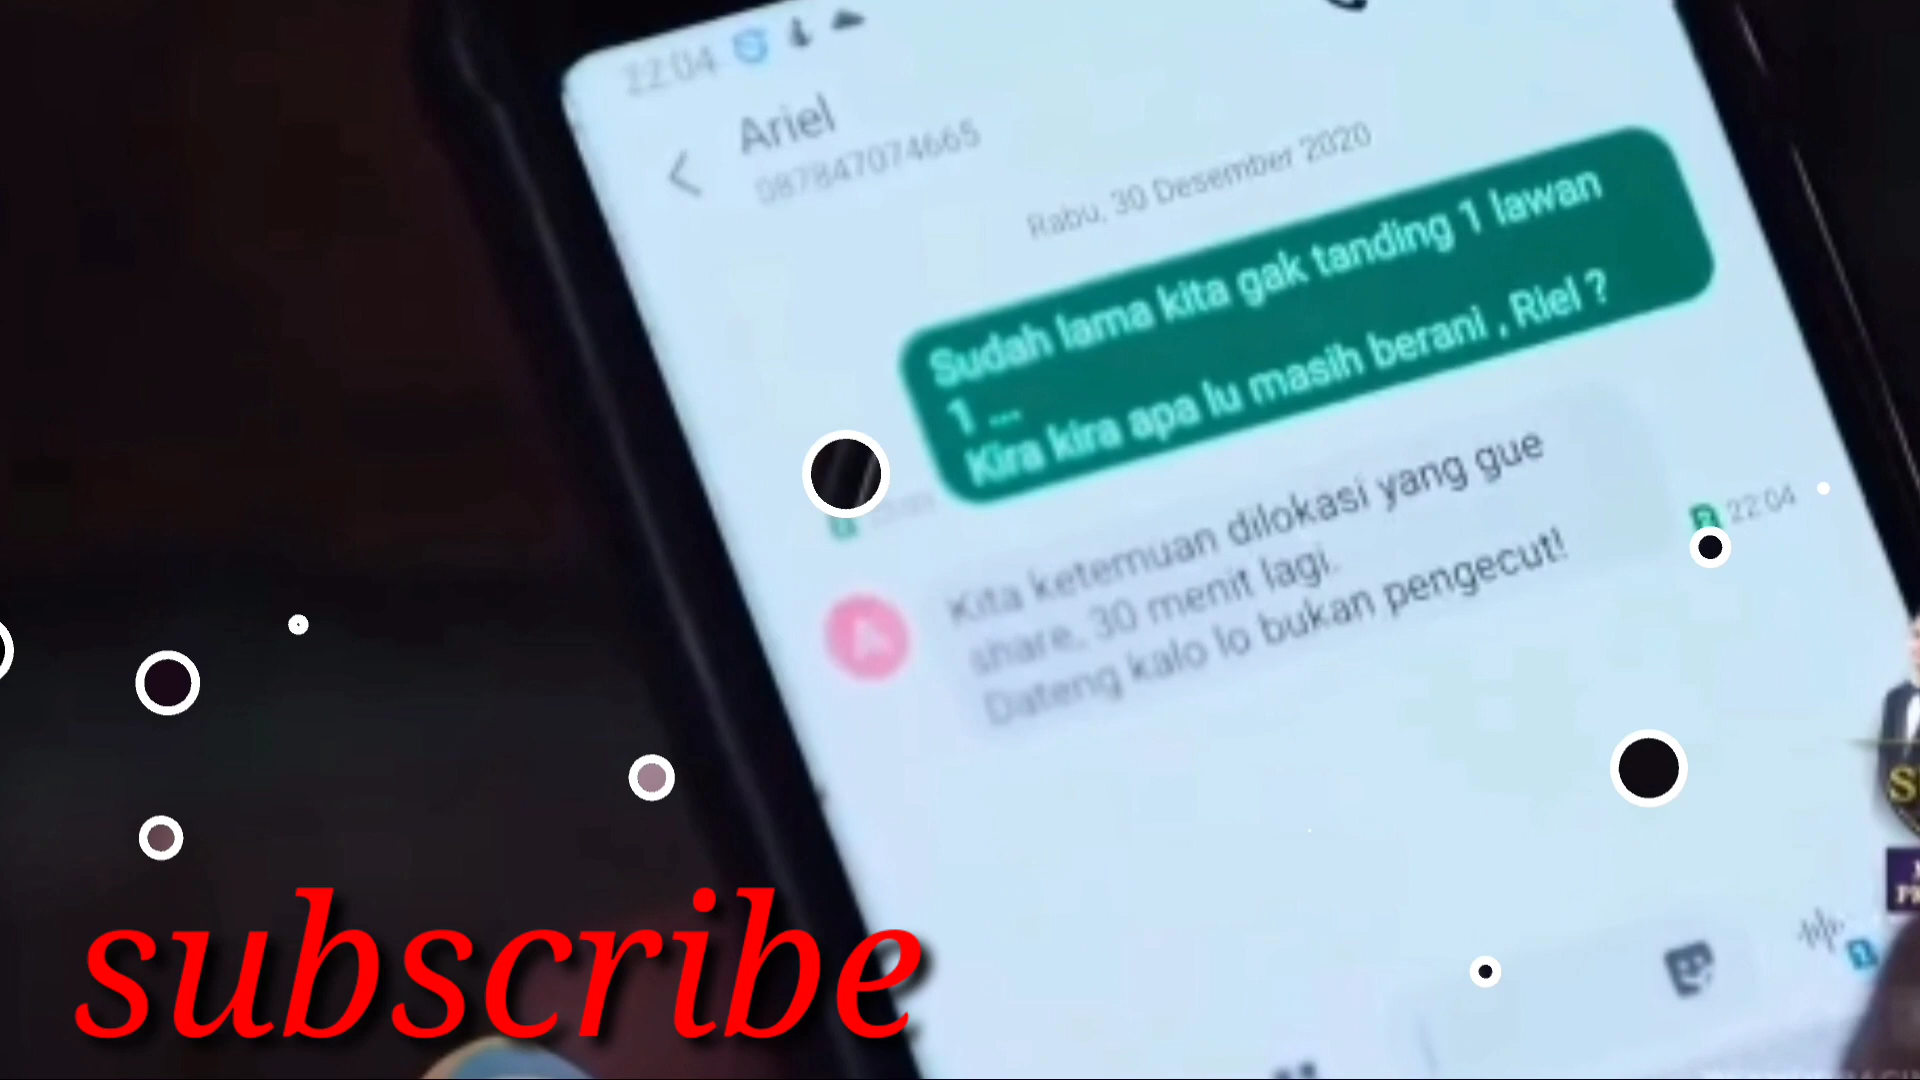 22:04
Ariel
087847074665
Rabu, 30 Desember 2020
Sudah lama kita gak tanding 1 lawan
1 ...
Kira kira apa lu masih berani , Riel ?
Kita ketemuan dilokasi yang gue
share, 30 menit lagi.
Dateng kalo lo bukan pengecut!
22:04
subscribe